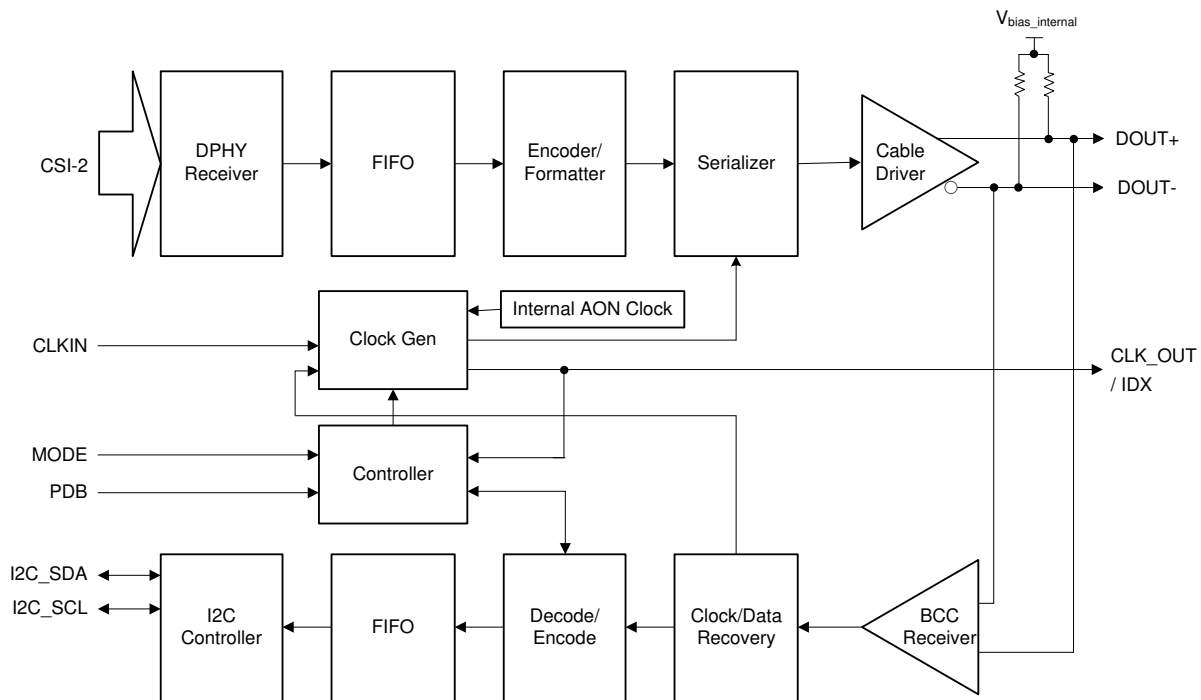 Vbias_internal
CSI-2
DPHY
Receiver
FIFO
Encoder/
Formatter
Serializer
Cable
Driver
DOUT+
DOUT-
Internal AON Clock
CLKIN
Clock Gen
CLK_OUT
/ IDX
MODE
PDB
Controller
I2C_SDA
I2C_SCL
I2C
Controller
FIFO
Decode/
Encode
Clock/Data
Recovery
BCC
Receiver